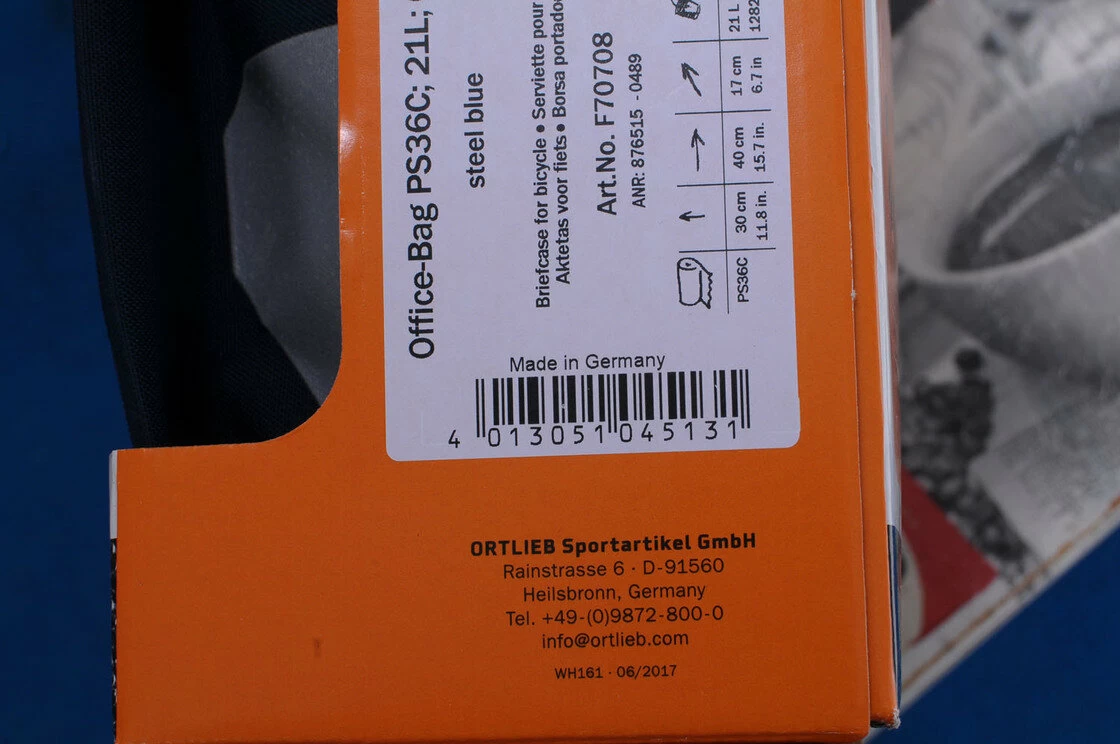 Office-Bag PS36C; 21L;
steel blue
Briefcase for bicycle • Serviette pour
Aktetas voor fiets • Borsa portados
Art.No. F70708
ANR: 876515 - 0489
PS36C
30 cm
11.8 in.
40 cm
15.7 in.
17 cm
6.7 in
21 L
1282
Made in Germany
4 013051 045131
ORTLIEB Sportartikel GmbH
Rainstrasse 6 · D-91560
Heilsbronn, Germany
Tel. +49-(0)9872-800-0
info@ortlieb.com
WH161 · 06/2017